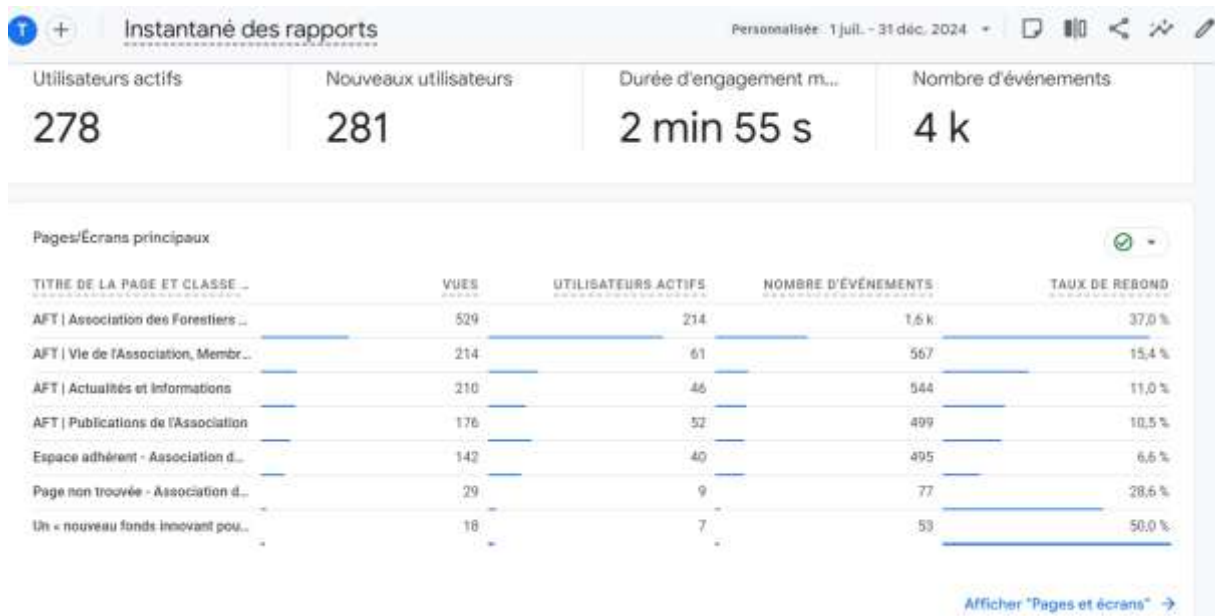 T + Instantané des rapports Personnalisée 1 juil. - 31 déc. 2024
Utilisateurs actifs Nouveaux utilisateurs Durée d'engagement m... Nombre d'événements
278 281 2 min 55 s 4 k
Pages/Écrans principaux
TITRE DE LA PAGE ET CLASSE ... VUES UTILISATEURS ACTIFS NOMBRE D'ÉVÉNEMENTS TAUX DE REBOND
AFT | Association des Forestiers ... 529 214 1,6 k 37,0 %
AFT | Vie de l'Association, Membr... 214 61 567 15,4 %
AFT | Actualités et Informations 210 46 544 11,0 %
AFT | Publications de l'Association 176 52 499 10,5 %
Espace adhérent - Association d... 142 40 495 6,6 %
Page non trouvée - Association d... 29 9 77 28,6 %
Un « nouveau fonds innovant pou... 18 7 53 50,0 %
Afficher "Pages et écrans" →